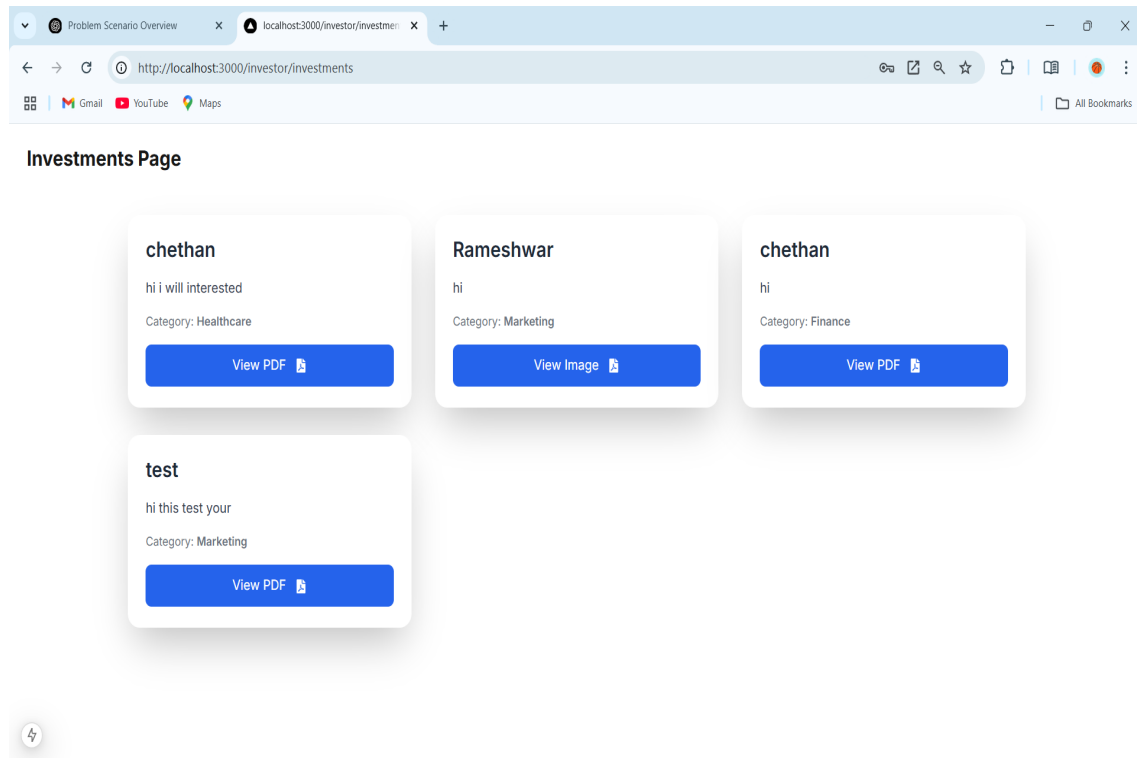 Problem Scenario Overview
localhost:3000/investor/investmen
http://localhost:3000/investor/investments
Gmail YouTube Maps All Bookmarks
Investments Page
chethan
hi i will interested
Category: Healthcare
View PDF
Rameshwar
hi
Category: Marketing
View Image
chethan
hi
Category: Finance
View PDF
test
hi this test your
Category: Marketing
View PDF